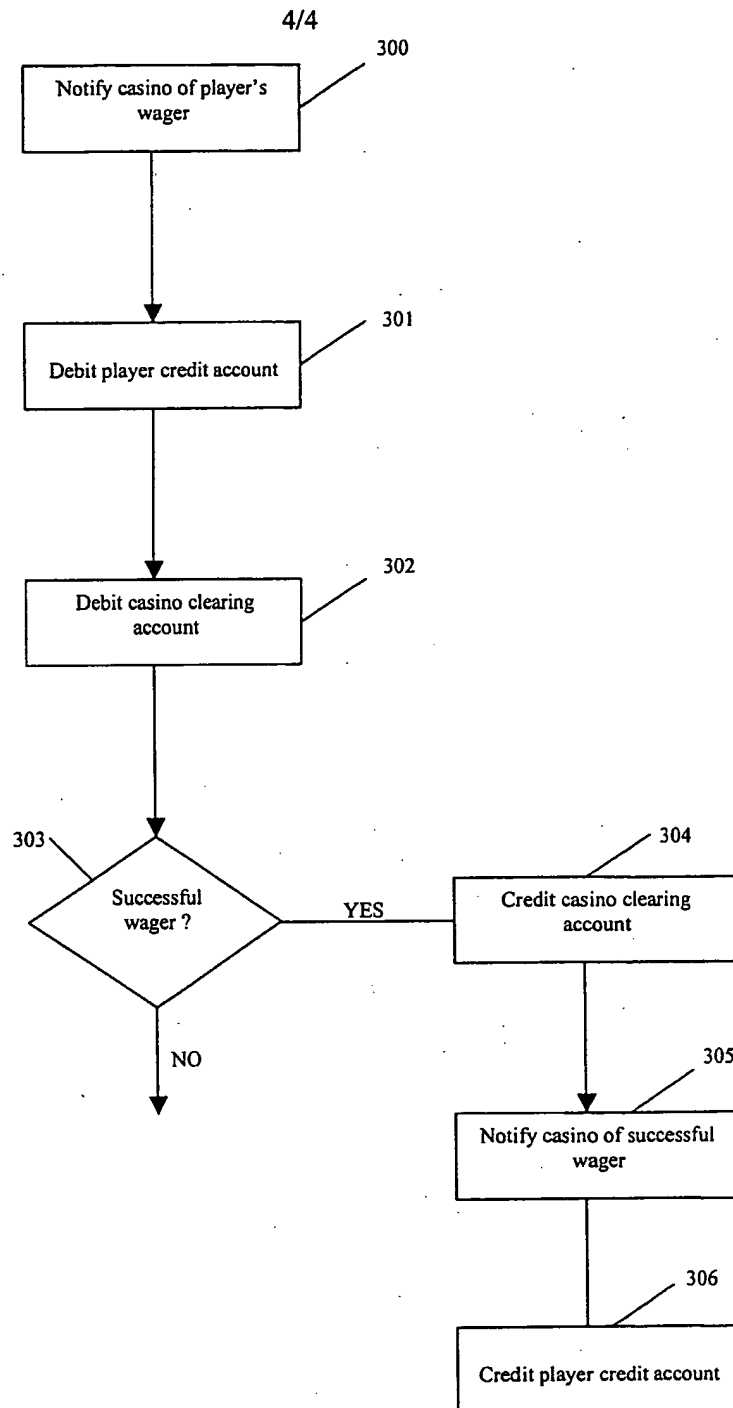 4/4
300
Notify casino of player's
wager
301
Debit player credit account
302
Debit casino clearing
account
303
Successful
wager ?
YES
NO
304
Credit casino clearing
account
305
Notify casino of successful
wager
306
Credit player credit account